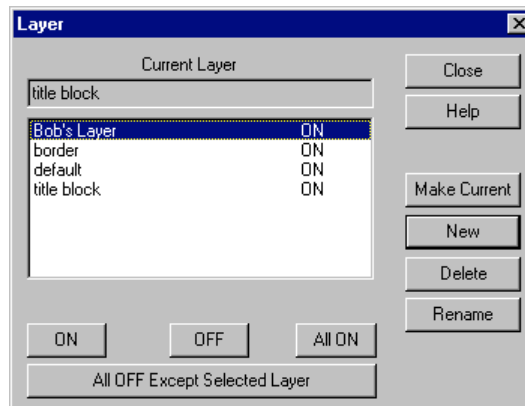 Layer
Current Layer
title block
Bob's Layer ON
border ON
default ON
title block ON
Close
Help
Make Current
New
Delete
Rename
ON OFF All ON
All OFF Except Selected Layer